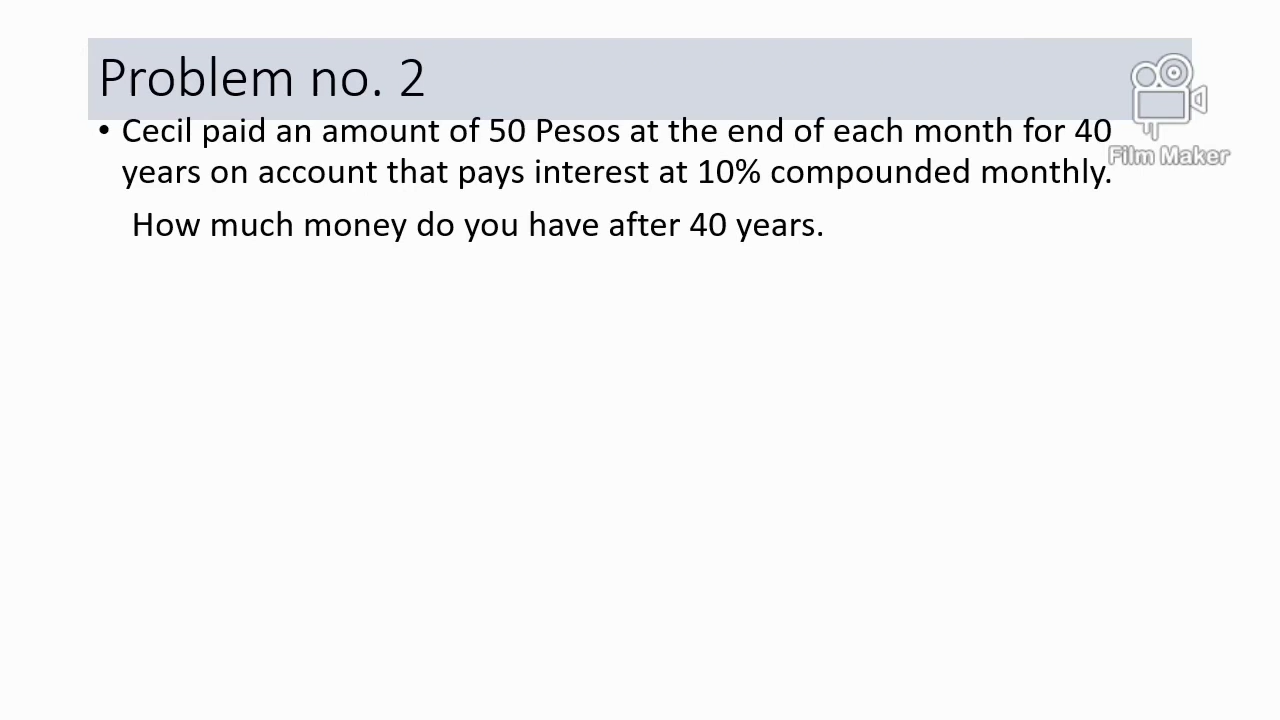 Problem no. 2
• Cecil paid an amount of 50 Pesos at the end of each month for 40
years on account that pays interest at 10% compounded monthly.
How much money do you have after 40 years.
Film Maker